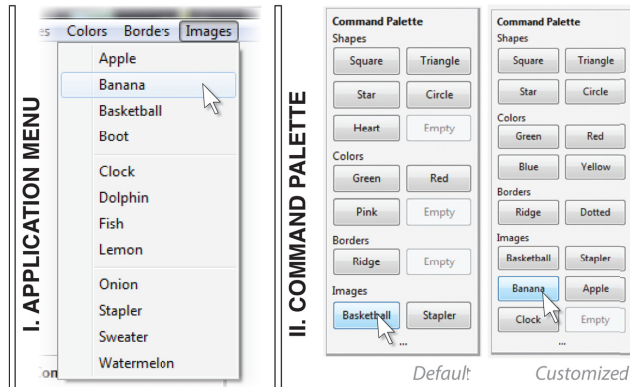 I. APPLICATION MENU
es Colors Borders Images
Apple
Banana
Basketball
Boot
Clock
Dolphin
Fish
Lemon
Onion
Stapler
Sweater
Watermelon
on
II. COMMAND PALETTE
Command Palette
Shapes
Square Triangle
Star Circle
Heart Empty
Colors
Green Red
Pink Empty
Borders
Ridge Empty
Images
Basketball Stapler
...
Default
Command Palette
Shapes
Square Triangle
Star Circle
Colors
Green Red
Blue Yellow
Borders
Ridge Dotted
Images
Basketball Stapler
Banana Apple
Clock Empty
...
Customized